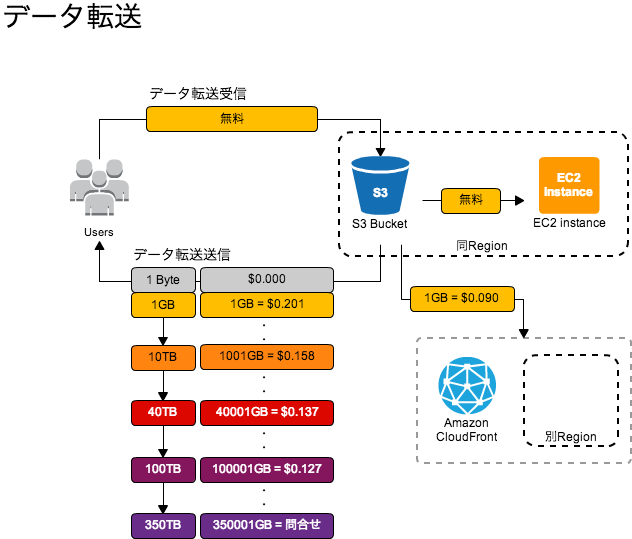 データ転送
データ転送受信
無料
S3
S3 Bucket
無料
EC2
Instance
EC2 instance
同Region
Users
データ転送送信
1 Byte
$0.000
1GB
1GB = $0.201
10TB
1001GB = $0.158
40TB
40001GB = $0.137
100TB
100001GB = $0.127
350TB
350001GB = 問合せ
1GB = $0.090
Amazon
CloudFront
別Region